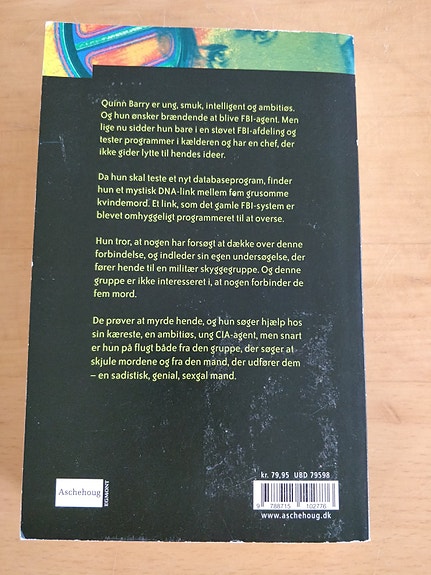 Quinn Barry er ung, smuk, intelligent og ambitiøs.
Og hun ønsker brændende at blive FBI-agent. Men
lige nu sidder hun bare i en støvet FBI-afdeling og
tester programmer i kælderen og har en chef, der
ikke gider lytte til hendes ideer.
Da hun skal teste et nyt databaseprogram, finder
hun et mystisk DNA-link mellem fem grusomme
kvindemord. Et link, som det gamle FBI-system er
blevet omhyggeligt programmeret til at overse.
Hun tror, at nogen har forsøgt at dække over denne
forbindelse, og indleder sin egen undersøgelse, der
fører hende til en militær skyggegruppe. Og denne
gruppe er ikke interesseret i, at nogen forbinder de
fem mord.
De prøver at myrde hende, og hun søger hjælp hos
sin kæreste, en ambitiøs, ung CIA-agent, men snart
er hun på flugt både fra den gruppe, der søger at
skjule mordene og fra den mand, der udfører dem
– en sadistisk, genial, sexgal mand.
Aschehoug
EGMONT
kr. 79,95 UBD 79598
9 788715 102776
www.aschehoug.dk